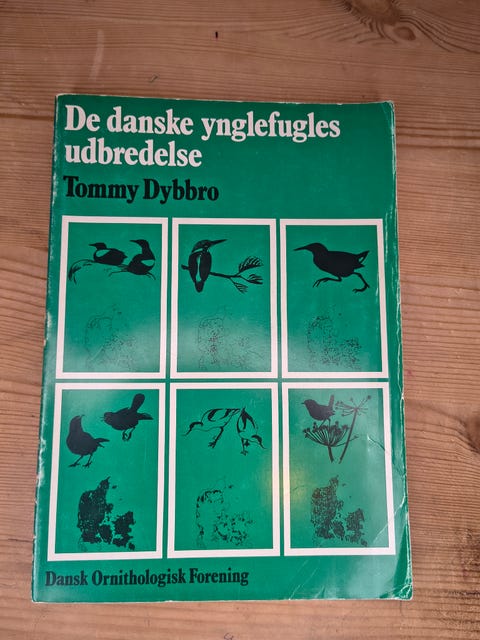 De danske ynglefugles
udbredelse
Tommy Dybbro
Dansk Ornithologisk Forening